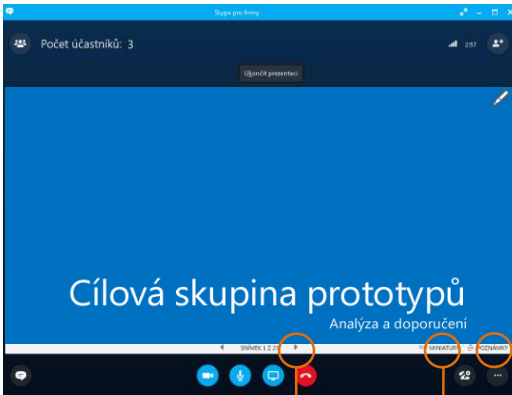 Skype pro firmy
Počet účastníků: 3
2:57
Ukončit prezentaci
Cílová skupina prototypů
Analýza a doporučení
SNÍMEK 1 Z 27
MINIATURY
POZNÁMKY